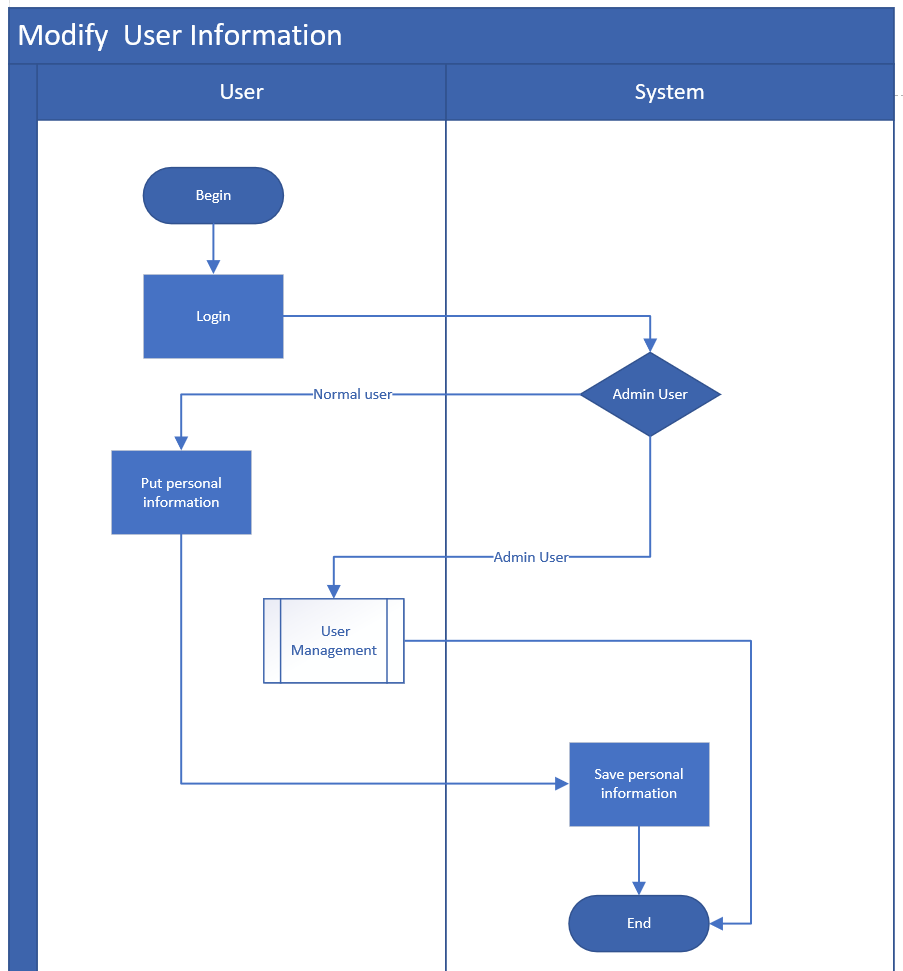 Modify  User Information
User
System
Begin
Login
Admin User
Normal user
Put personal
information
Admin User
User
Management
Save personal
information
End